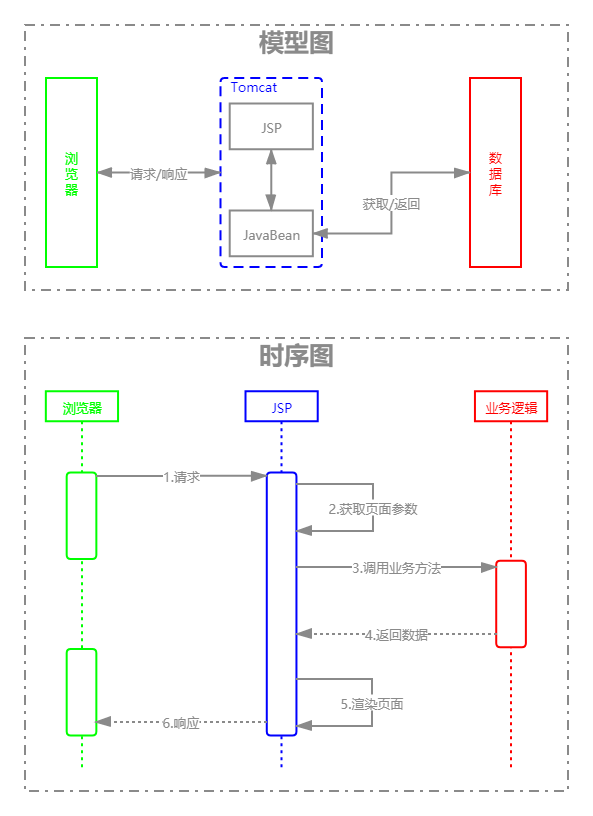 模型图
Tomcat
JSP
浏
览
器
请求/响应
数
据
库
获取/返回
JavaBean
时序图
浏览器
JSP
业务逻辑
1.请求
2.获取页面参数
3.调用业务方法
4.返回数据
5.渲染页面
6.响应